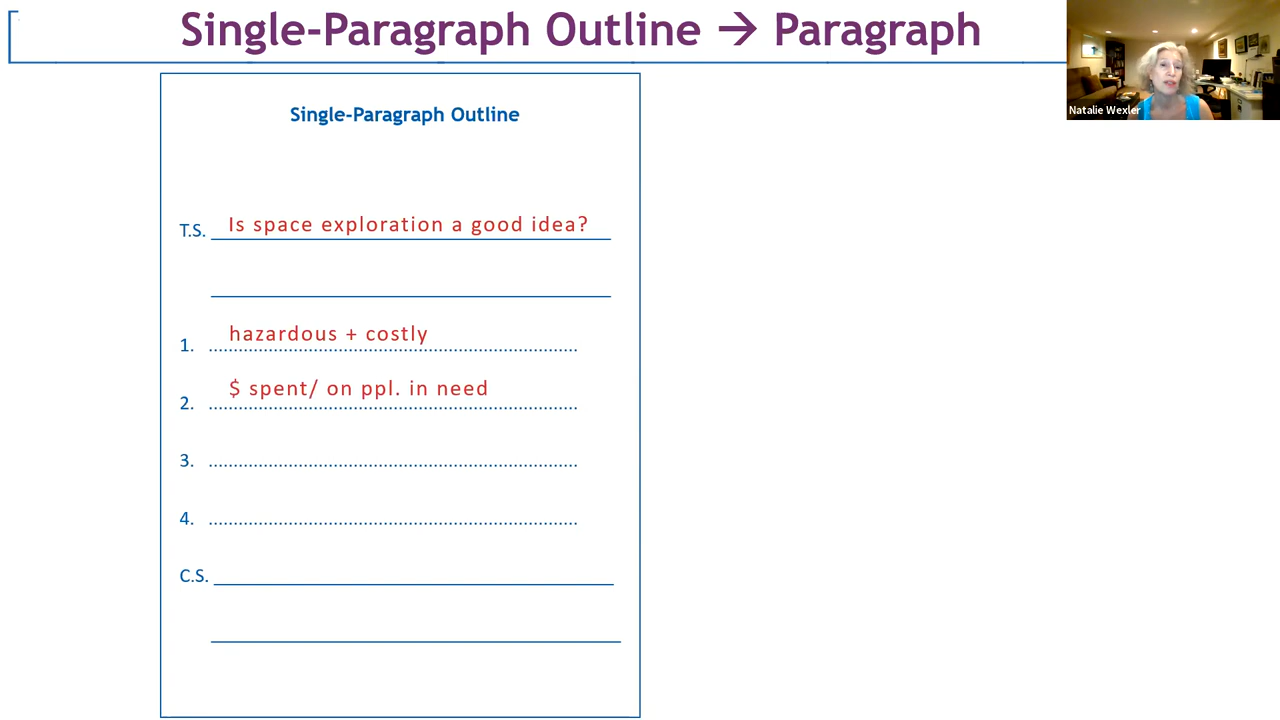 Single-Paragraph Outline → Paragraph
Natalie Wexler
Single-Paragraph Outline
T.S. Is space exploration a good idea?
1. hazardous + costly
2. $ spent/ on ppl. in need
3.
4.
C.S.